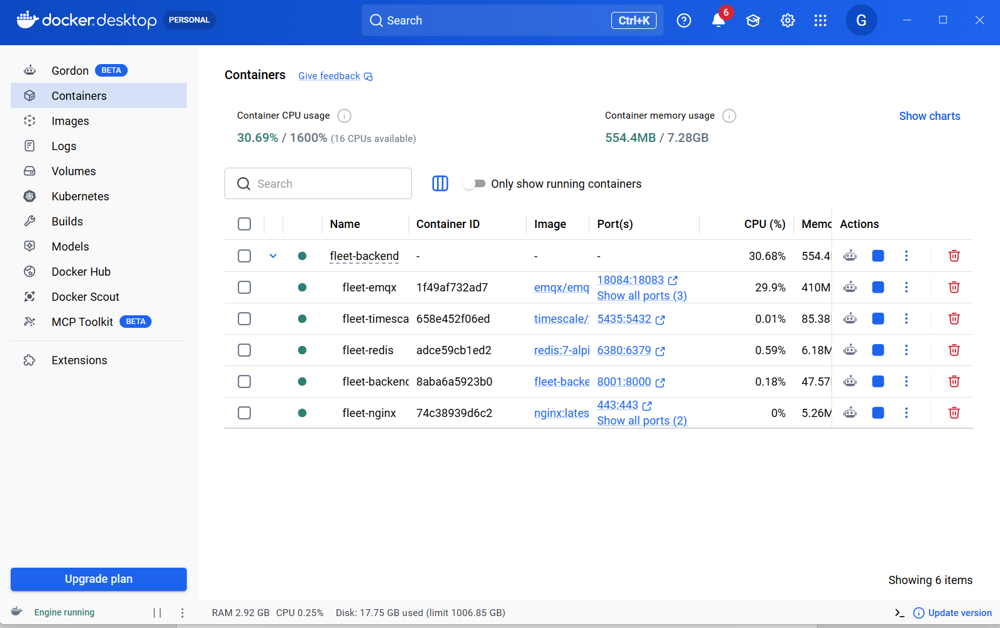 docker.desktop PERSONAL Search Ctrl+K 6 G
Gordon BETA
Containers
Images
Logs
Volumes
Kubernetes
Builds
Models
Docker Hub
Docker Scout
MCP Toolkit BETA
Extensions
Upgrade plan
Containers Give feedback
Container CPU usage
30.69% / 1600% (16 CPUs available)
Container memory usage
554.4MB / 7.28GB
Show charts
Search
Only show running containers
Name Container ID Image Port(s) CPU (%) Memo Actions
fleet-backend - - - 30.68% 554.4
fleet-emqx 1f49af732ad7 emqx/emq 18084:18083 29.9% 410M
Show all ports (3)
fleet-timesca 658e452f06ed timescale/ 5435:5432 0.01% 85.38
fleet-redis adce59cb1ed2 redis:7-alpi 6380:6379 0.59% 6.18M
fleet-backend 8aba6a5923b0 fleet-backe 8001:8000 0.18% 47.57
fleet-nginx 74c38939d6c2 nginx:lates 443:443 0% 5.26M
Show all ports (2)
Showing 6 items
Engine running RAM 2.92 GB CPU 0.25% Disk: 17.75 GB used (limit 1006.85 GB) Update version